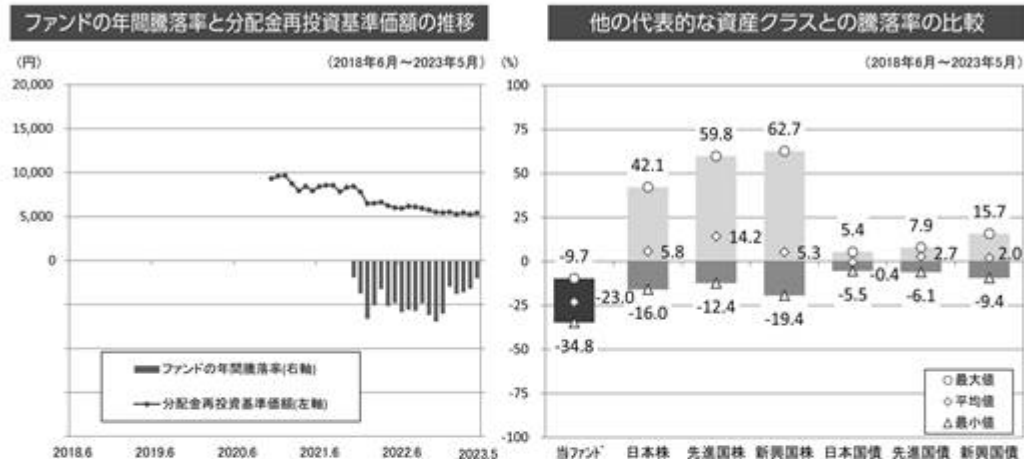 ファンドの年間騰落率と分配金再投資基準価額の推移
(円)
(2018年6月～2023年5月)
20,000
15,000
10,000
5,000
0
ファンドの年間騰落率(右軸)
分配金再投資基準価額(左軸)
2018.6 2019.6 2020.6 2021.6 2022.6 2023.5
他の代表的な資産クラスとの騰落率の比較
(%)
(2018年6月～2023年5月)
100
75
50
25
0
-25
-50
-75
-100
-9.7 -23.0 -34.8
42.1 5.8 -16.0
59.8 14.2 -12.4
62.7 5.3 -19.4
5.4 -0.4 -5.5
7.9 2.7 -6.1
15.7 2.0 -9.4
最大値
平均値
最小値
当ファンド 日本株 先進国株 新興国株 日本国債 先進国債 新興国債